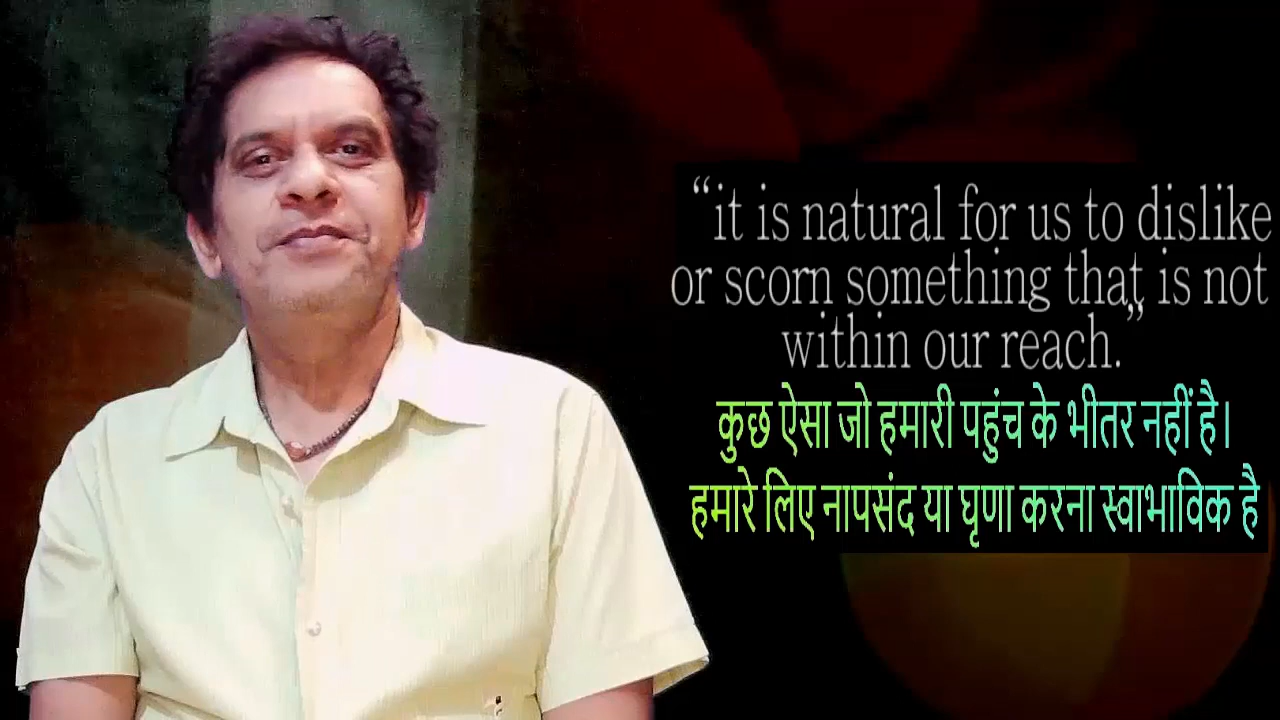 “it is natural for us to dislike
or scorn something that is not
within our reach.”
कुछ ऐसा जो हमारी पहुंच के भीतर नहीं है।
हमारे लिए नापसंद या घृणा करना स्वाभाविक है